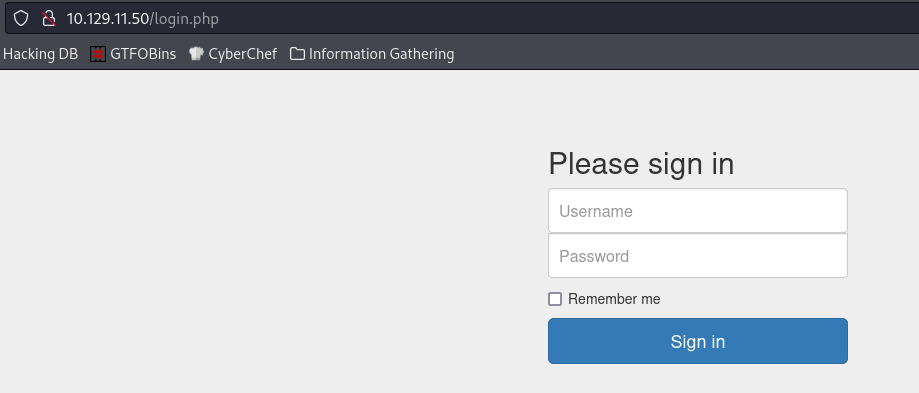 10.129.11.50/login.php
Hacking DB GTFOBins CyberChef Information Gathering
Please sign in
Username
Password
Remember me
Sign in